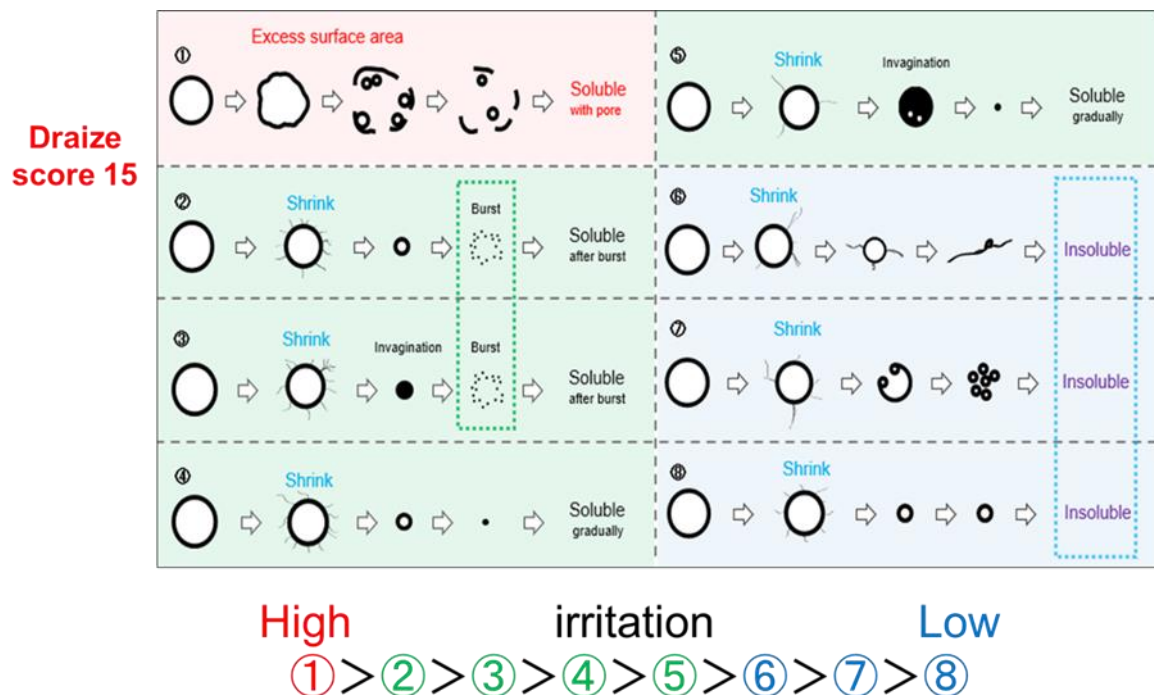 Draize
score 15
①
Excess surface area
Soluble
with pore
②
Shrink
Burst
Soluble
after burst
③
Shrink
Invagination
Burst
Soluble
after burst
④
Shrink
Soluble
gradually
⑤
Shrink
Invagination
Soluble
gradually
⑥
Shrink
Insoluble
⑦
Shrink
Insoluble
⑧
Shrink
Insoluble
High irritation Low
①>②>③>④>⑤>⑥>⑦>⑧